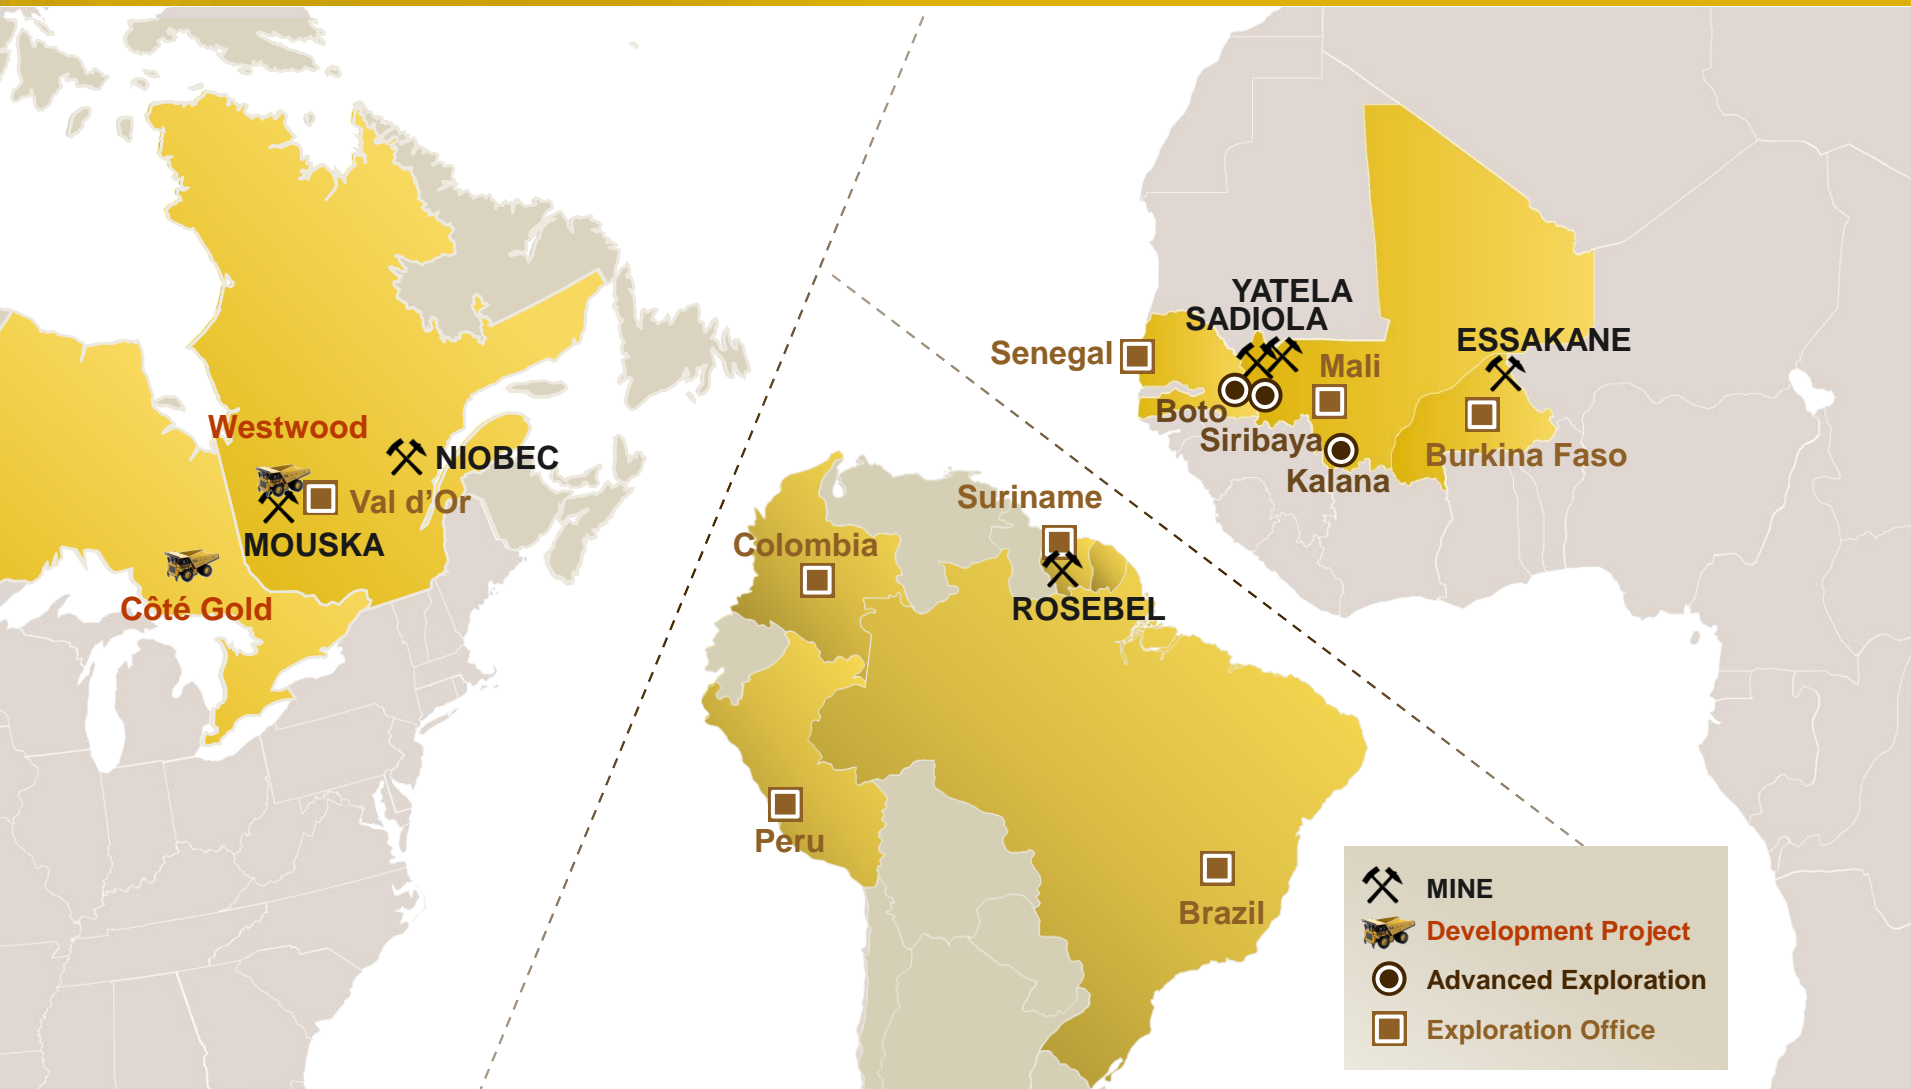 Westwood
NIOBEC
Val d'Or
MOUSKA
Côté Gold
Suriname
Colombia
ROSEBEL
Peru
Brazil
YATELA
SADIOLA
ESSAKANE
Senegal
Mali
Boto
Siribaya
Burkina Faso
Kalana
MINE
Development Project
Advanced Exploration
Exploration Office